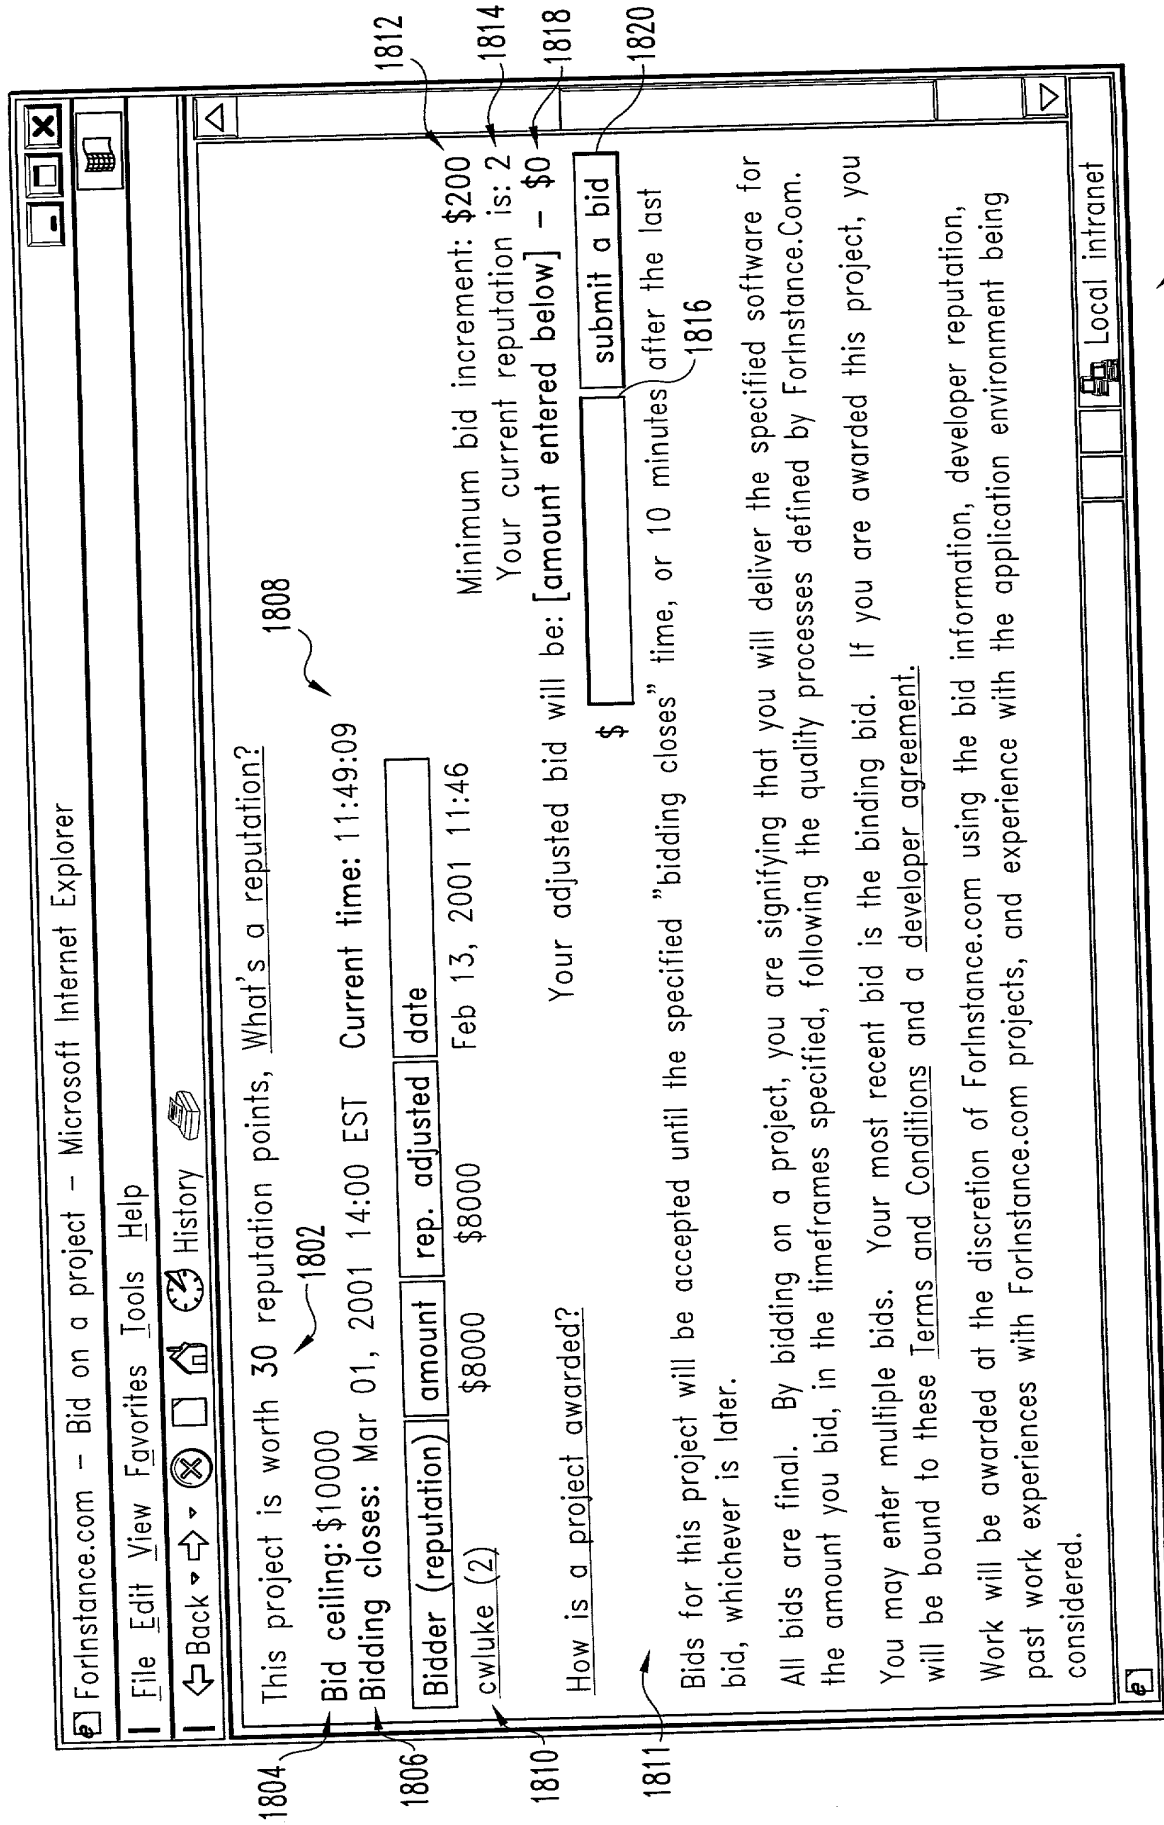 ForInstance.com – Bid on a project – Microsoft Internet Explorer
File Edit View Favorites Tools Help
Back History
This project is worth 30 reputation points, What's a reputation?
1802
1808
1804
Bid ceiling: $10000
1806
Bidding closes: Mar 01, 2001 14:00 EST Current time: 11:49:09
Bidder (reputation) amount rep. adjusted date
1810
cwluke (2) $8000 $8000 Feb 13, 2001 11:46
Minimum bid increment: $200
1812
Your current reputation is: 2
1814
Your adjusted bid will be: [amount entered below] – $0
1818
How is a project awarded?
$ submit a bid
1820
1816
1811
Bids for this project will be accepted until the specified "bidding closes" time, or 10 minutes after the last
bid, whichever is later.
All bids are final. By bidding on a project, you are signifying that you will deliver the specified software for
the amount you bid, in the timeframes specified, following the quality processes defined by ForInstance.Com.
You may enter multiple bids. Your most recent bid is the binding bid. If you are awarded this project, you
will be bound to these Terms and Conditions and a developer agreement.
Work will be awarded at the discretion of ForInstance.com using the bid information, developer reputation,
past work experiences with ForInstance.com projects, and experience with the application environment being
considered.
Local intranet